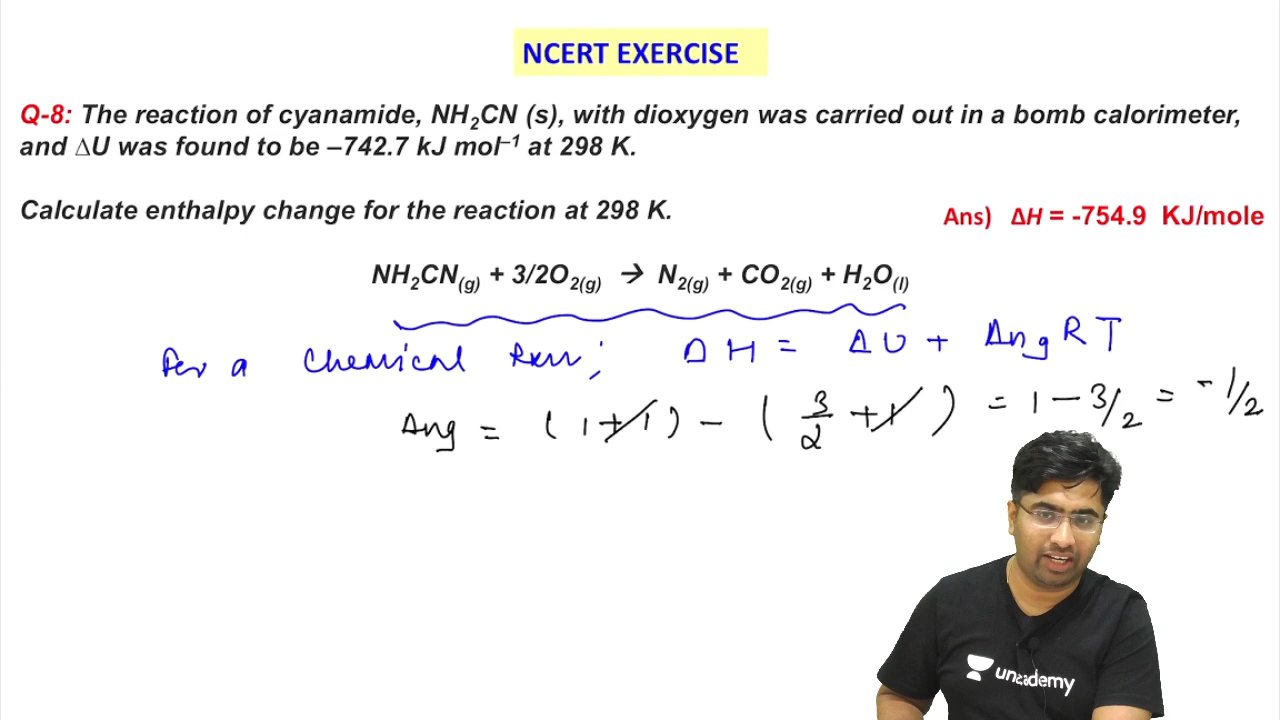 NCERT EXERCISE
Q-8: The reaction of cyanamide, NH₂CN (s), with dioxygen was carried out in a bomb calorimeter,
and ∆U was found to be –742.7 kJ mol⁻¹ at 298 K.
Calculate enthalpy change for the reaction at 298 K.
Ans) ΔH = -754.9 KJ/mole
NH₂CN(g) + 3/2O₂(g) → N₂(g) + CO₂(g) + H₂O(l)
For a Chemical Rxn; ΔH = ΔU + Δng RT
Δng = (1+1) - (3/2 + 1) = 1 - 3/2 = -1/2
unacademy